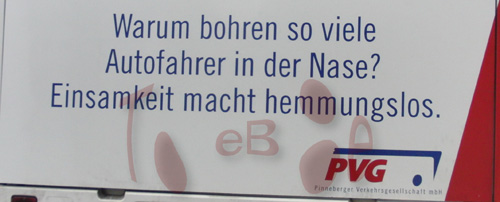 Warum bohren so viele
Autofahrer in der Nase?
Einsamkeit macht hemmungslos.
eB
PVG
Pinneberger Verkehrsgesellschaft mbh